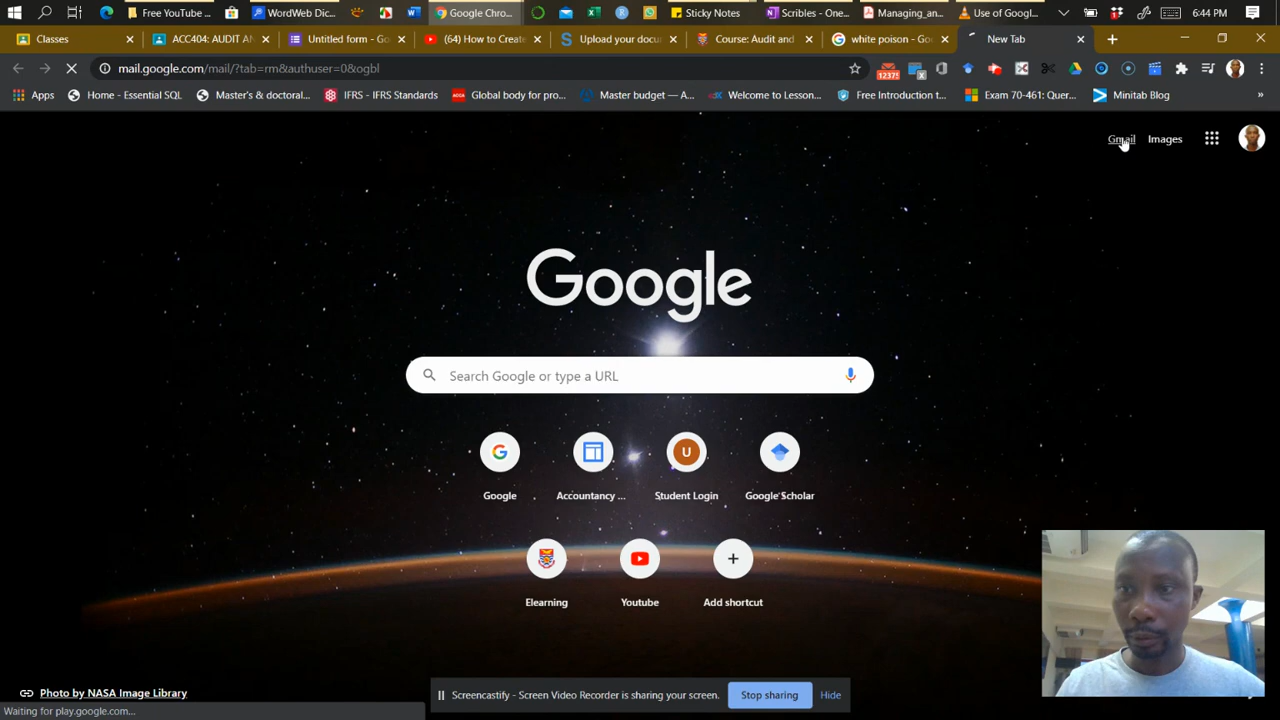 Free YouTube ...
WordWeb Dic...
Google Chro...
Sticky Notes
Scribles - One...
Managing_an...
Use of Googl...
6:44 PM
Classes
ACC404: AUDIT AN
Untitled form - Go
(64) How to Create
Upload your docu
Course: Audit and
white poison - Go
New Tab
mail.google.com/mail/?tab=rm&authuser=0&ogbl
12375
Apps
Home - Essential SQL
Master's & doctoral...
IFRS - IFRS Standards
Global body for pro...
Master budget — A...
Welcome to Lesson...
Free Introduction t...
Exam 70-461: Quer...
Minitab Blog
»
Gmail
Images
Google
Search Google or type a URL
U
Google
Accountancy ...
Student Login
Google Scholar
Elearning
Youtube
Add shortcut
Screencastify - Screen Video Recorder is sharing your screen.
Stop sharing
Hide
Photo by NASA Image Library
Waiting for play.google.com...